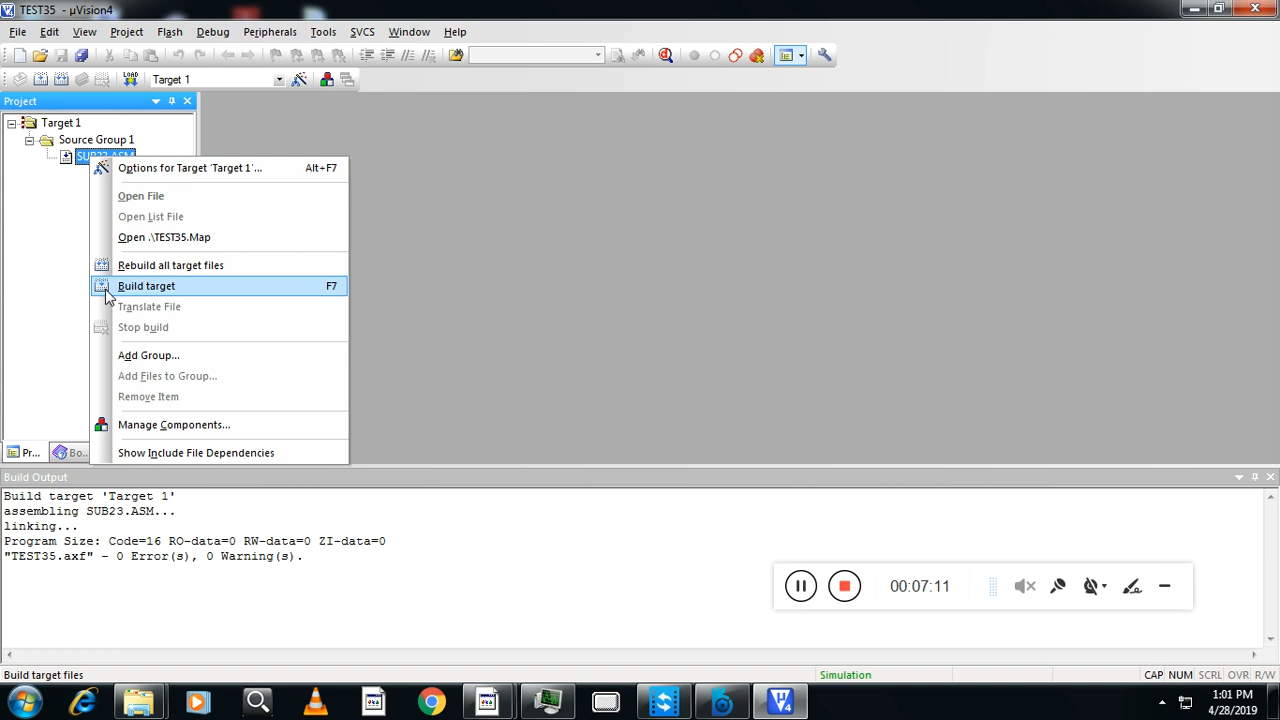 TEST35 - µVision4
File Edit View Project Flash Debug Peripherals Tools SVCS Window Help
LOAD Target 1
Project
Target 1
Source Group 1
SUB23.ASM
Options for Target 'Target 1'... Alt+F7
Open File
Open List File
Open .\TEST35.Map
Rebuild all target files
Build target F7
Translate File
Stop build
Add Group...
Add Files to Group...
Remove Item
Manage Components...
Show Include File Dependencies
Pr... Bo..
Build Output
Build target 'Target 1'
assembling SUB23.ASM...
linking...
Program Size: Code=16 RO-data=0 RW-data=0 ZI-data=0
"TEST35.axf" - 0 Error(s), 0 Warning(s).
00:07:11
Build target files Simulation CAP NUM SCRL OVR R/W
1:01 PM
4/28/2019